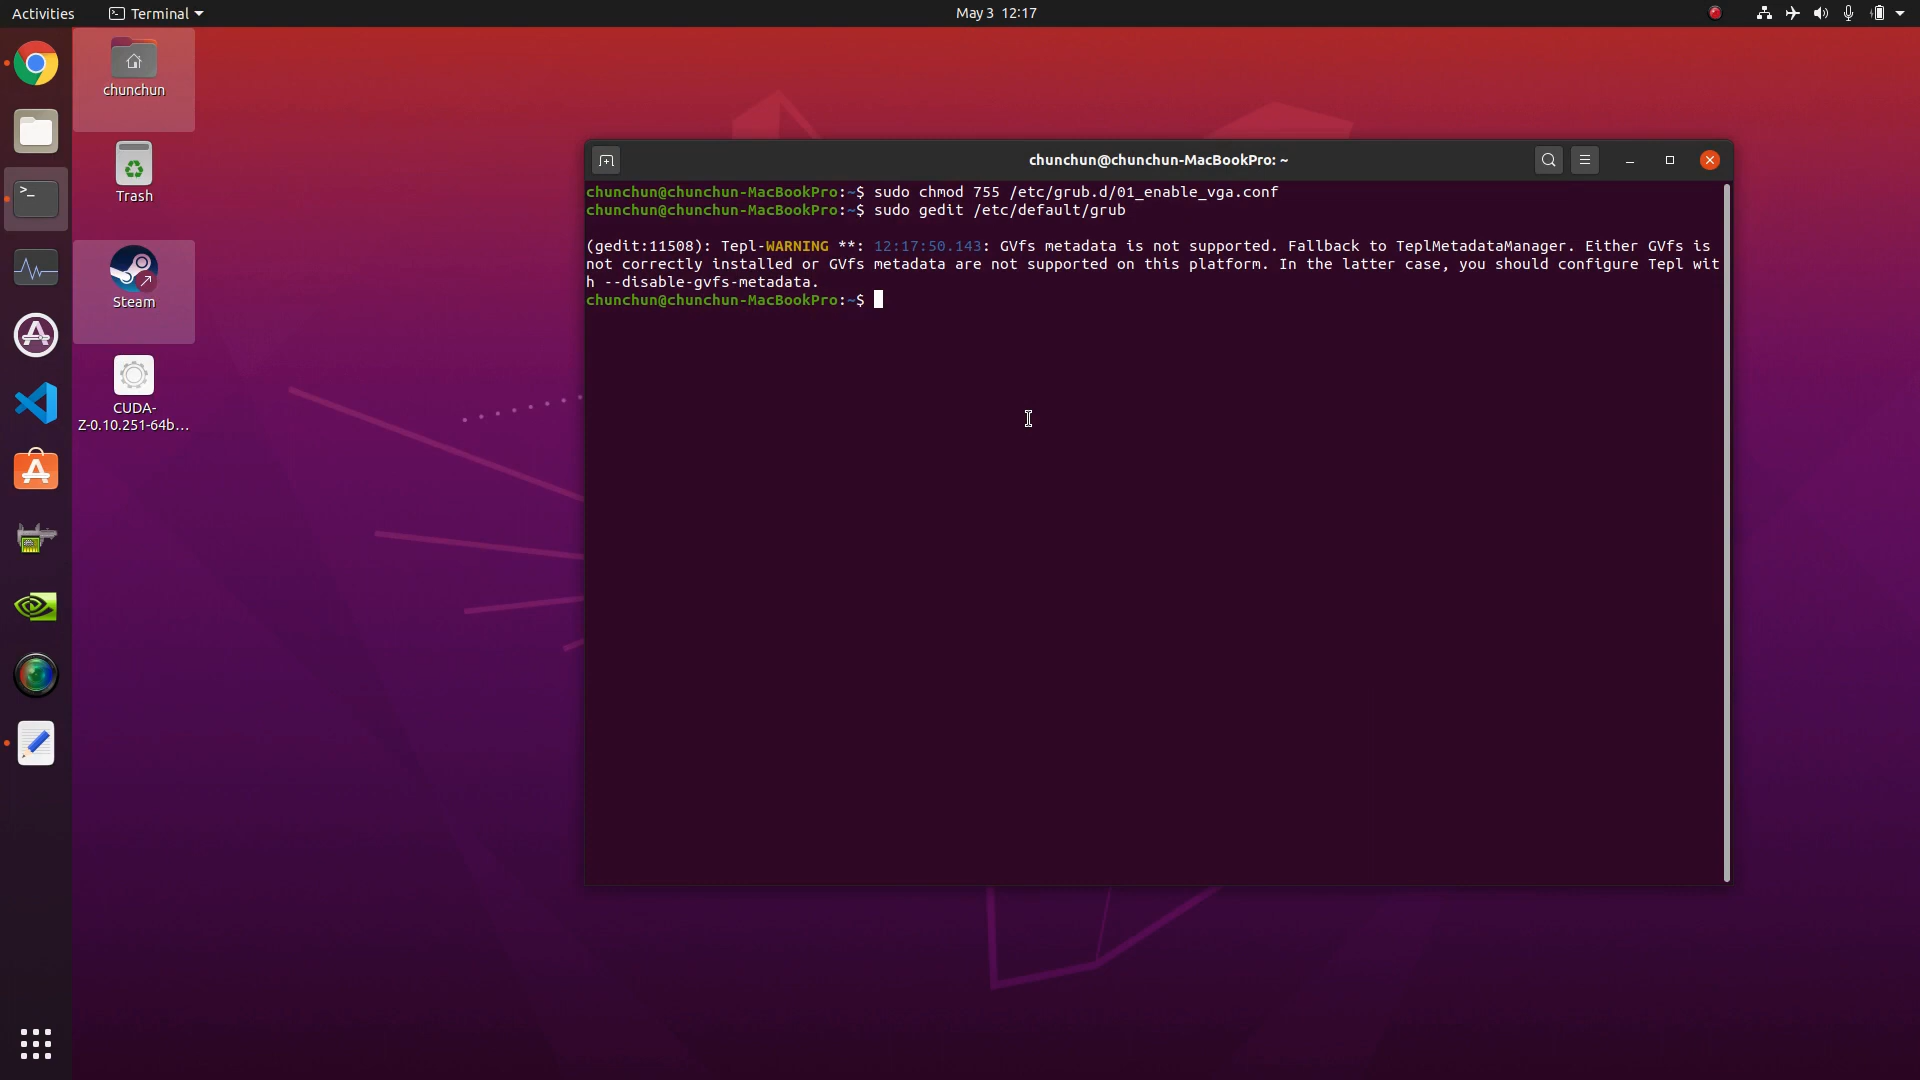 Activities
Terminal
May 3 12:17
chunchun
Trash
Steam
CUDA-
Z-0.10.251-64b...
chunchun@chunchun-MacBookPro: ~
chunchun@chunchun-MacBookPro:~$ sudo chmod 755 /etc/grub.d/01_enable_vga.conf
chunchun@chunchun-MacBookPro:~$ sudo gedit /etc/default/grub
(gedit:11508): Tepl-WARNING **: 12:17:50.143: GVfs metadata is not supported. Fallback to TeplMetadataManager. Either GVfs is
not correctly installed or GVfs metadata are not supported on this platform. In the latter case, you should configure Tepl wit
h --disable-gvfs-metadata.
chunchun@chunchun-MacBookPro:~$